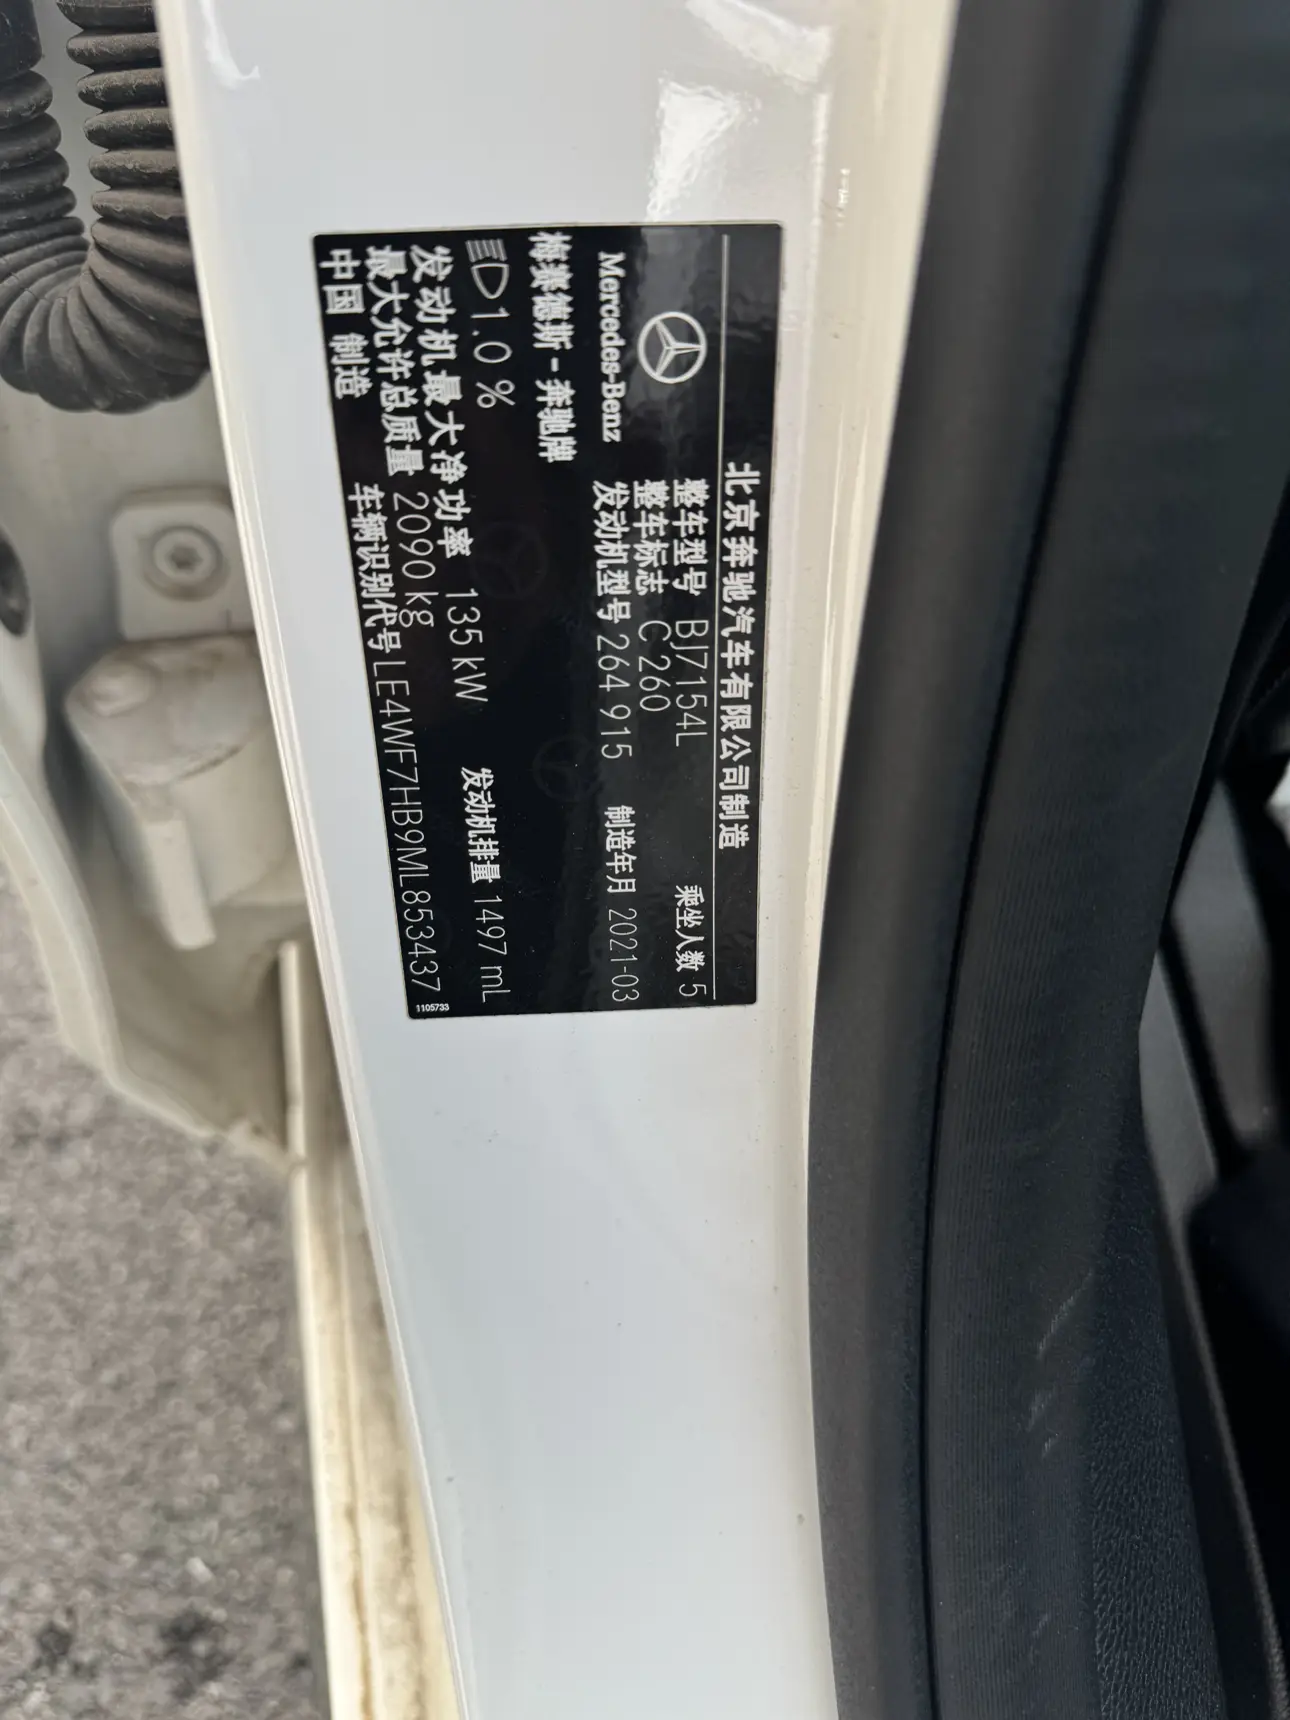 北京奔驰汽车有限公司制造
Mercedes-Benz
梅赛德斯-奔驰牌
整车型号 BJ7154L 乘坐人数 5
整车标志 C 260
发动机型号 264 915 制造年月 2021-03
1.0 %
发动机最大净功率 135 kW 发动机排量 1497 mL
最大允许总质量 2090 kg
中国 制造 车辆识别代号 LE4WF7HB9ML853437
1105733